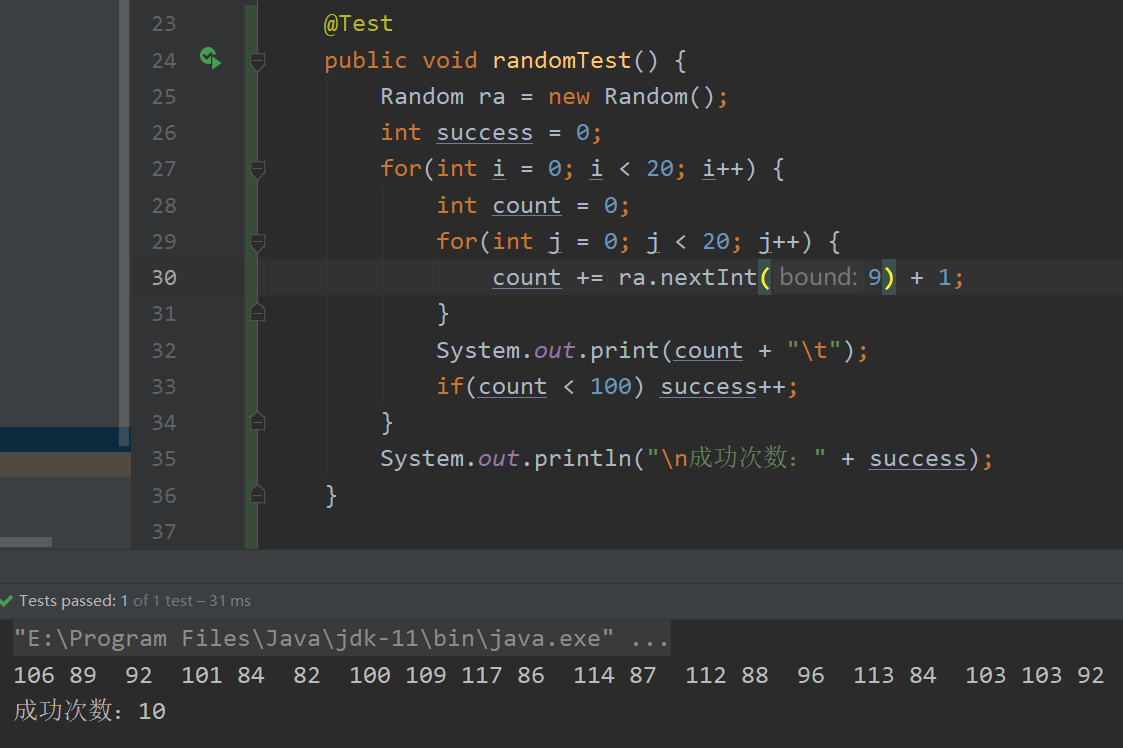 23 @Test
24 public void randomTest() {
25 Random ra = new Random();
26 int success = 0;
27 for(int i = 0; i < 20; i++) {
28 int count = 0;
29 for(int j = 0; j < 20; j++) {
30 count += ra.nextInt( bound: 9) + 1;
31 }
32 System.out.print(count + "\t");
33 if(count < 100) success++;
34 }
35 System.out.println("\n成功次数：" + success);
36 }
37
Tests passed: 1 of 1 test – 31 ms
"E:\Program Files\Java\jdk-11\bin\java.exe" ...
106 89 92 101 84 82 100 109 117 86 114 87 112 88 96 113 84 103 103 92
成功次数：10